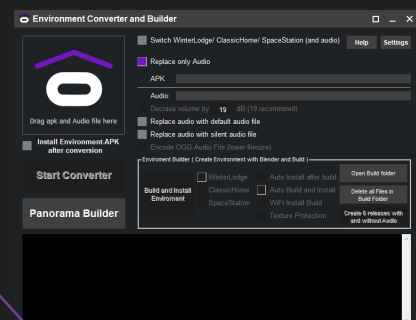 Environment Converter and Builder
Switch WinterLodge/ ClassicHome/ SpaceStation (and audio)
Help
Settings
Replace only Audio
APK
Audio:
Decrase volume by 19 dB (19 recommned)
Drag apk and Audio file here
Replace audio with default audio file
Replace audio with silent audio file
Install Environment-APK
after conversion
Encode OGG Audio File (lower filesize)
Start Converter
Panorama Builder
Environment Builder ( Create Environment with Blender and Build )
Build and Install
Enviroment
WinterLodge
ClassicHome
SpaceStation
Auto Install after build
Auto Build and Install
WiFi Install Build
Texture Protection
Open Build folder
Delete all Files in
Build Folder
Create 6 releases with
and without Audio